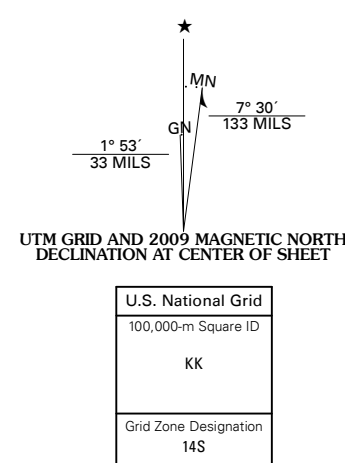 MN
7° 30´
133 MILS
GN
1° 53´
33 MILS
UTM GRID AND 2009 MAGNETIC NORTH
DECLINATION AT CENTER OF SHEET
U.S. National Grid
100,000-m Square ID
KK
Grid Zone Designation
14S